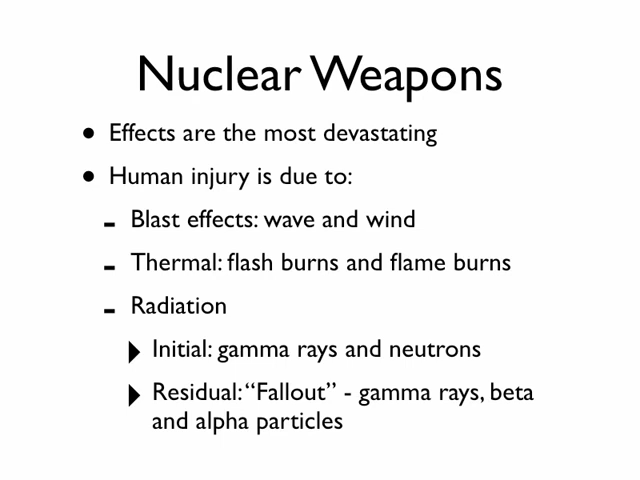 Nuclear Weapons
• Effects are the most devastating
• Human injury is due to:
- Blast effects: wave and wind
- Thermal: flash burns and flame burns
- Radiation
‣ Initial: gamma rays and neutrons
‣ Residual: “Fallout” - gamma rays, beta
and alpha particles